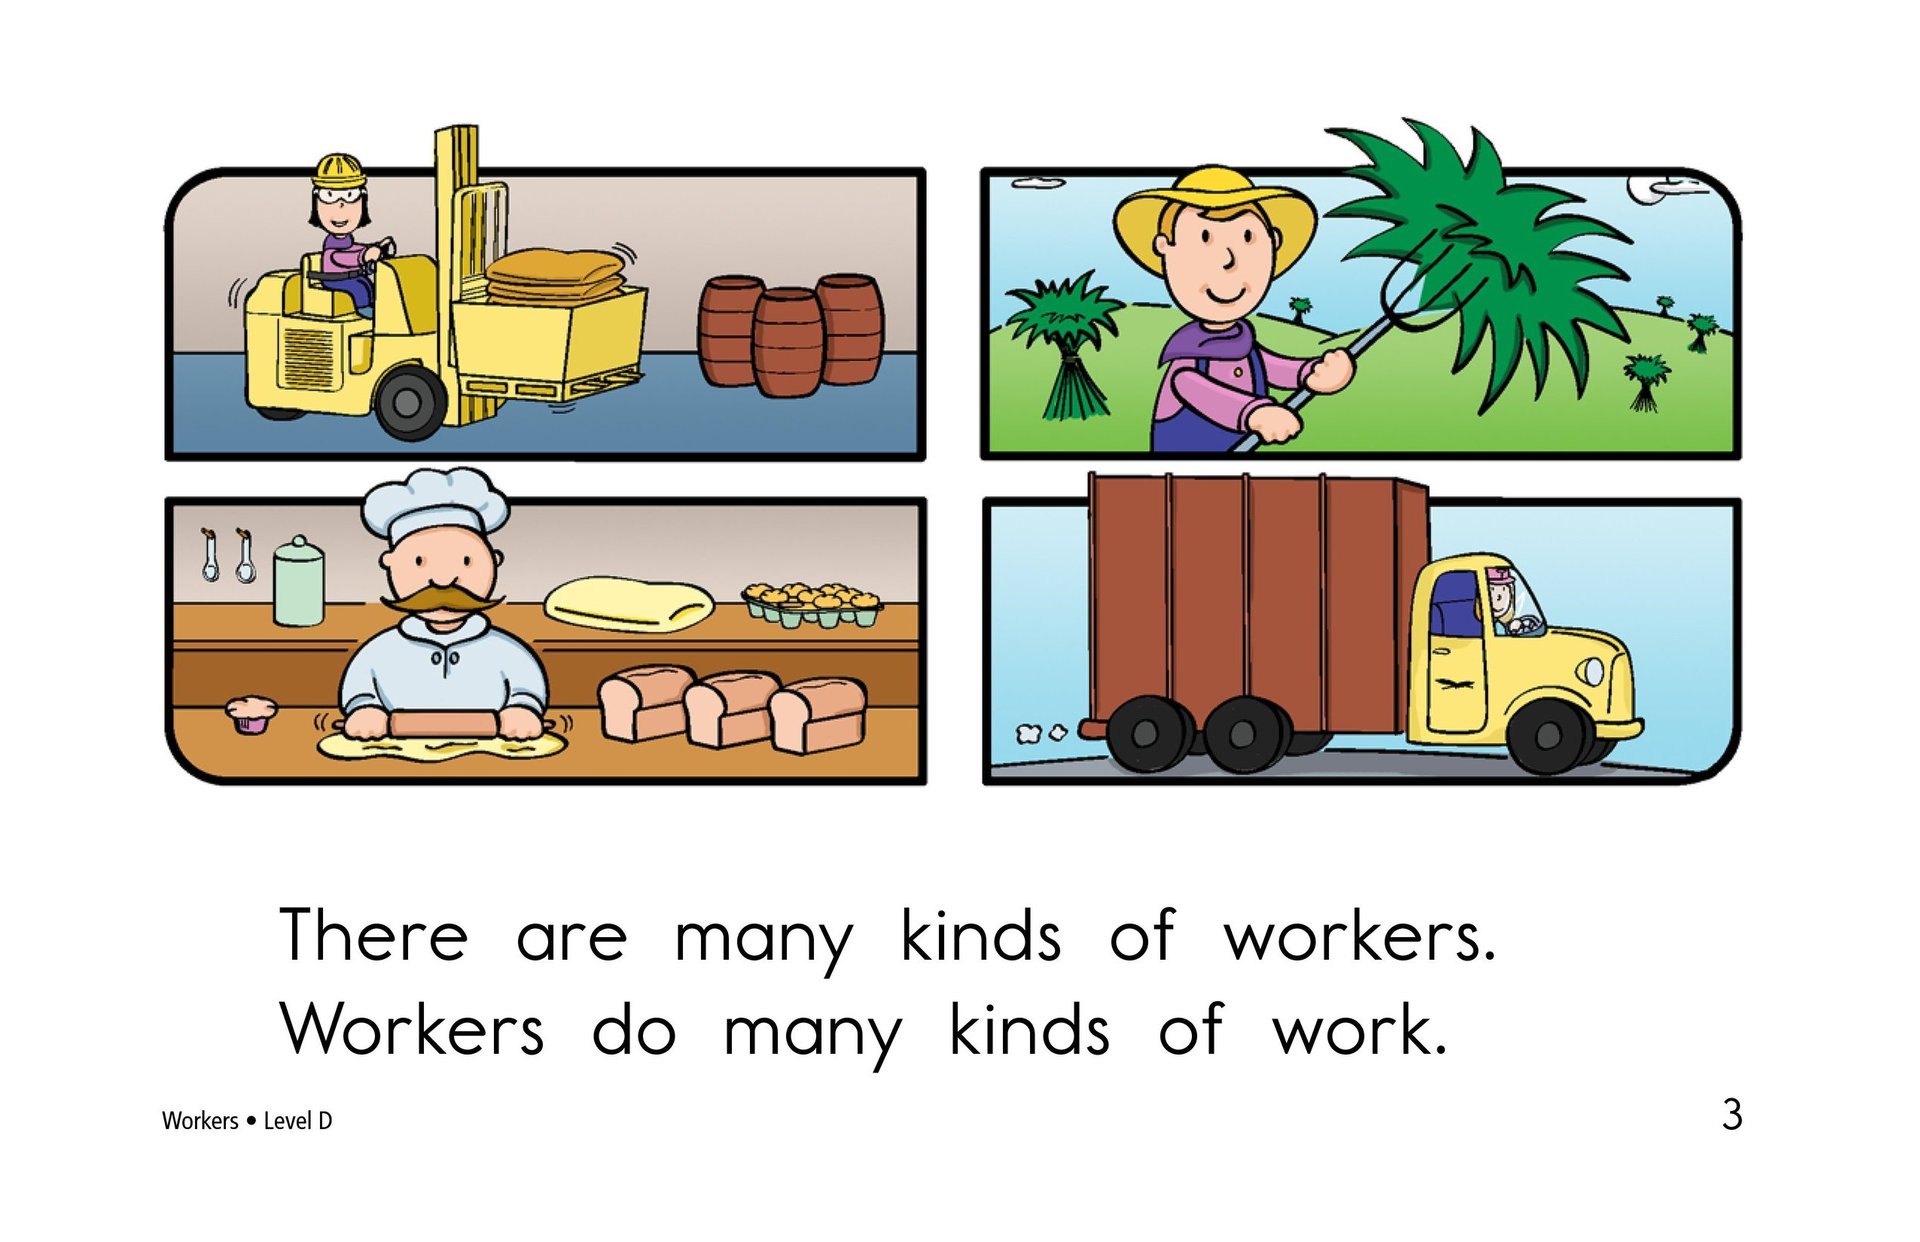 There are many kinds of workers.
Workers do many kinds of work.
Workers • Level D
3